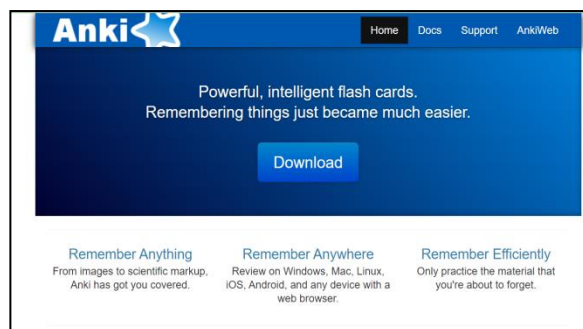 Anki
Home Docs Support AnkiWeb
Powerful, intelligent flash cards.
Remembering things just became much easier.
Download
Remember Anything
From images to scientific markup,
Anki has got you covered.
Remember Anywhere
Review on Windows, Mac, Linux,
iOS, Android, and any device with a
web browser.
Remember Efficiently
Only practice the material that
you're about to forget.